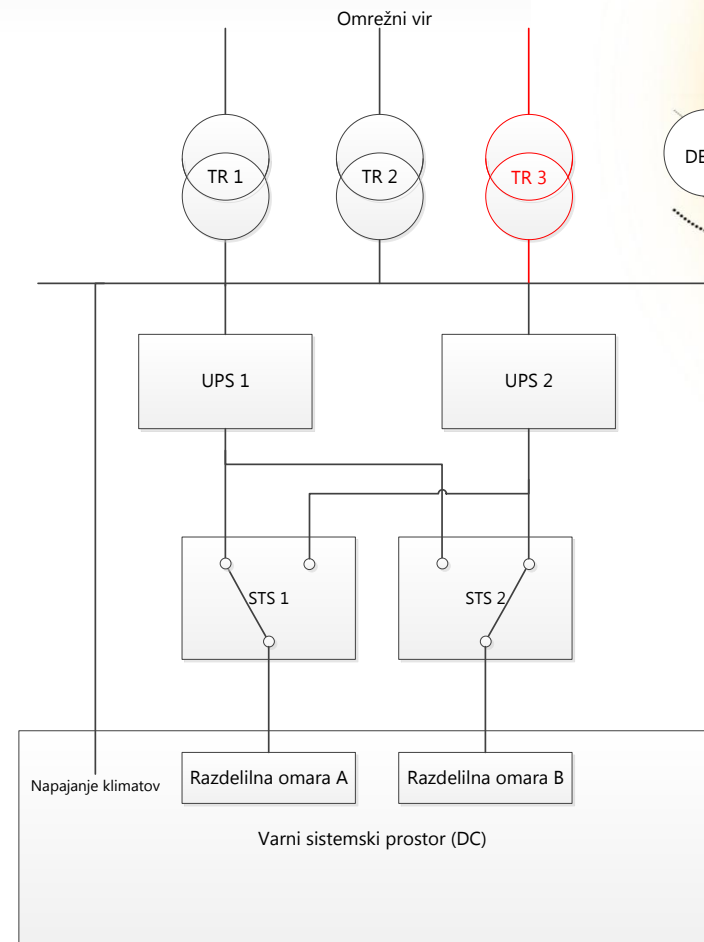 Omrežni vir
TR 1
TR 2
TR 3
UPS 1
UPS 2
STS 1
STS 2
Razdelilna omara A
Razdelilna omara B
Napajanje klimatov
Varni sistemski prostor (DC)